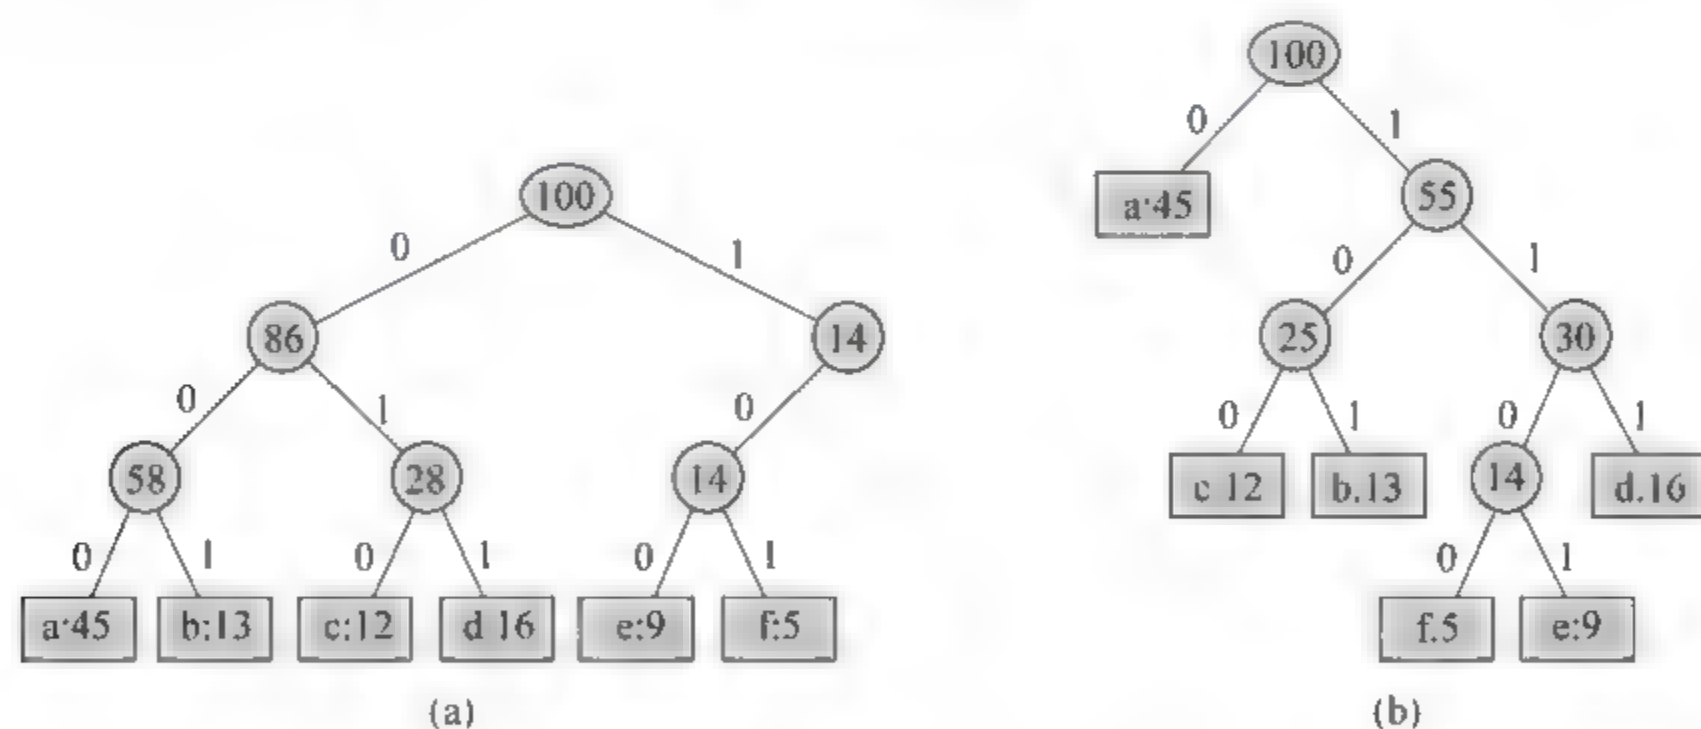 100
0 1
86 14
0 1 0
58 28 14
0 1 0 1 0 1
a:45 b:13 c:12 d 16 e:9 f:5
(a)
100
0 1
a:45 55
0 1
25 30
0 1 0 1
c 12 b.13 14 d.16
0 1
f.5 e:9
(b)